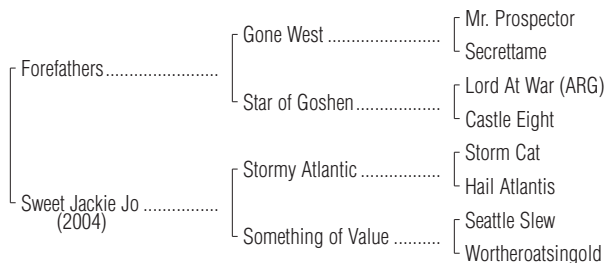 Mr. Prospector
Gone West ........................
Secrettame
Forefathers........................
Lord At War (ARG)
Star of Goshen..................
Castle Eight
Storm Cat
Stormy Atlantic .................
Hail Atlantis
Sweet Jackie Jo ................
(2004)
Seattle Slew
Something of Value ..........
Wortheroatsingold